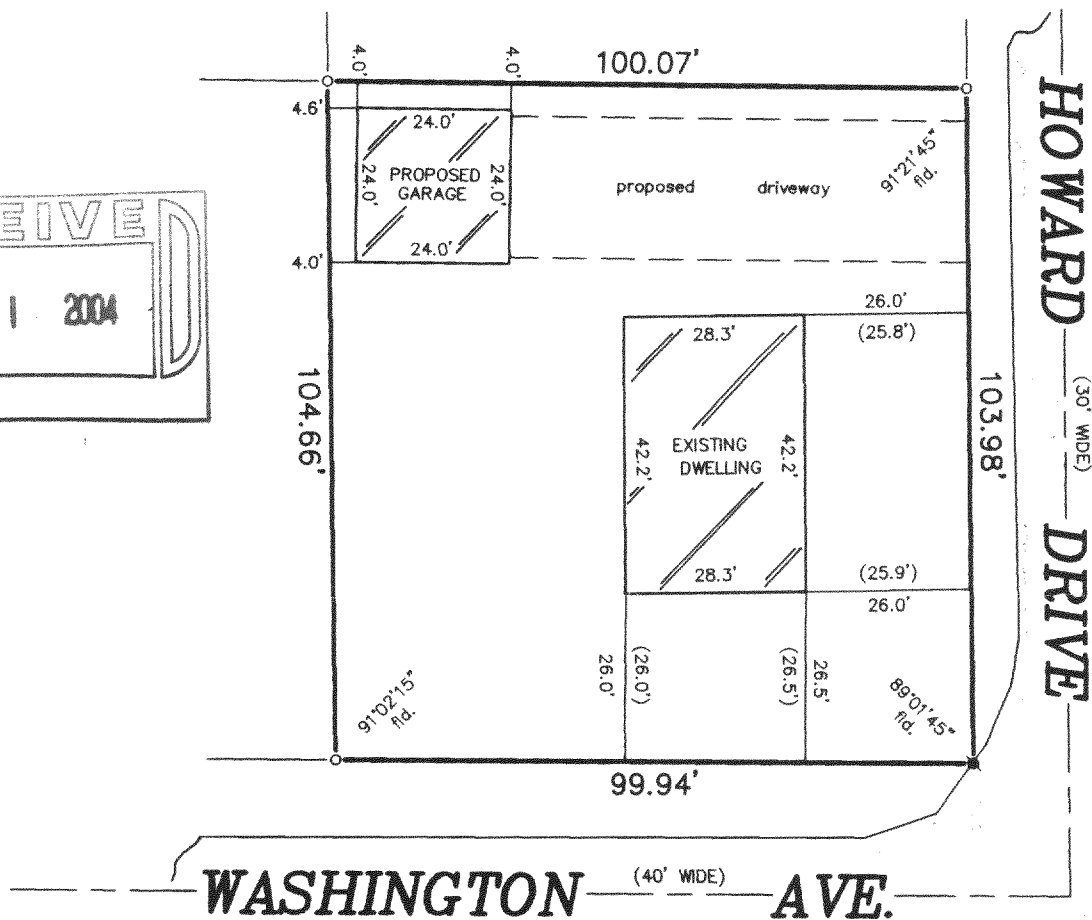 100.07'
4.0'
4.0'
4.6'
24.0'
24.0'
PROPOSED
GARAGE
24.0'
24.0'
4.0'
proposed driveway
91°21'45"
fld.
HOWARD DRIVE
(30' WIDE)
EIVED
1 2004
26.0'
(25.8')
28.3'
104.66'
42.2'
EXISTING
DWELLING
42.2'
103.98'
28.3'
(25.9')
26.0'
26.0'
(26.0')
(26.5')
26.5'
91°02'15"
fld.
89°01'45"
fld.
99.94'
WASHINGTON AVE.
(40' WIDE)